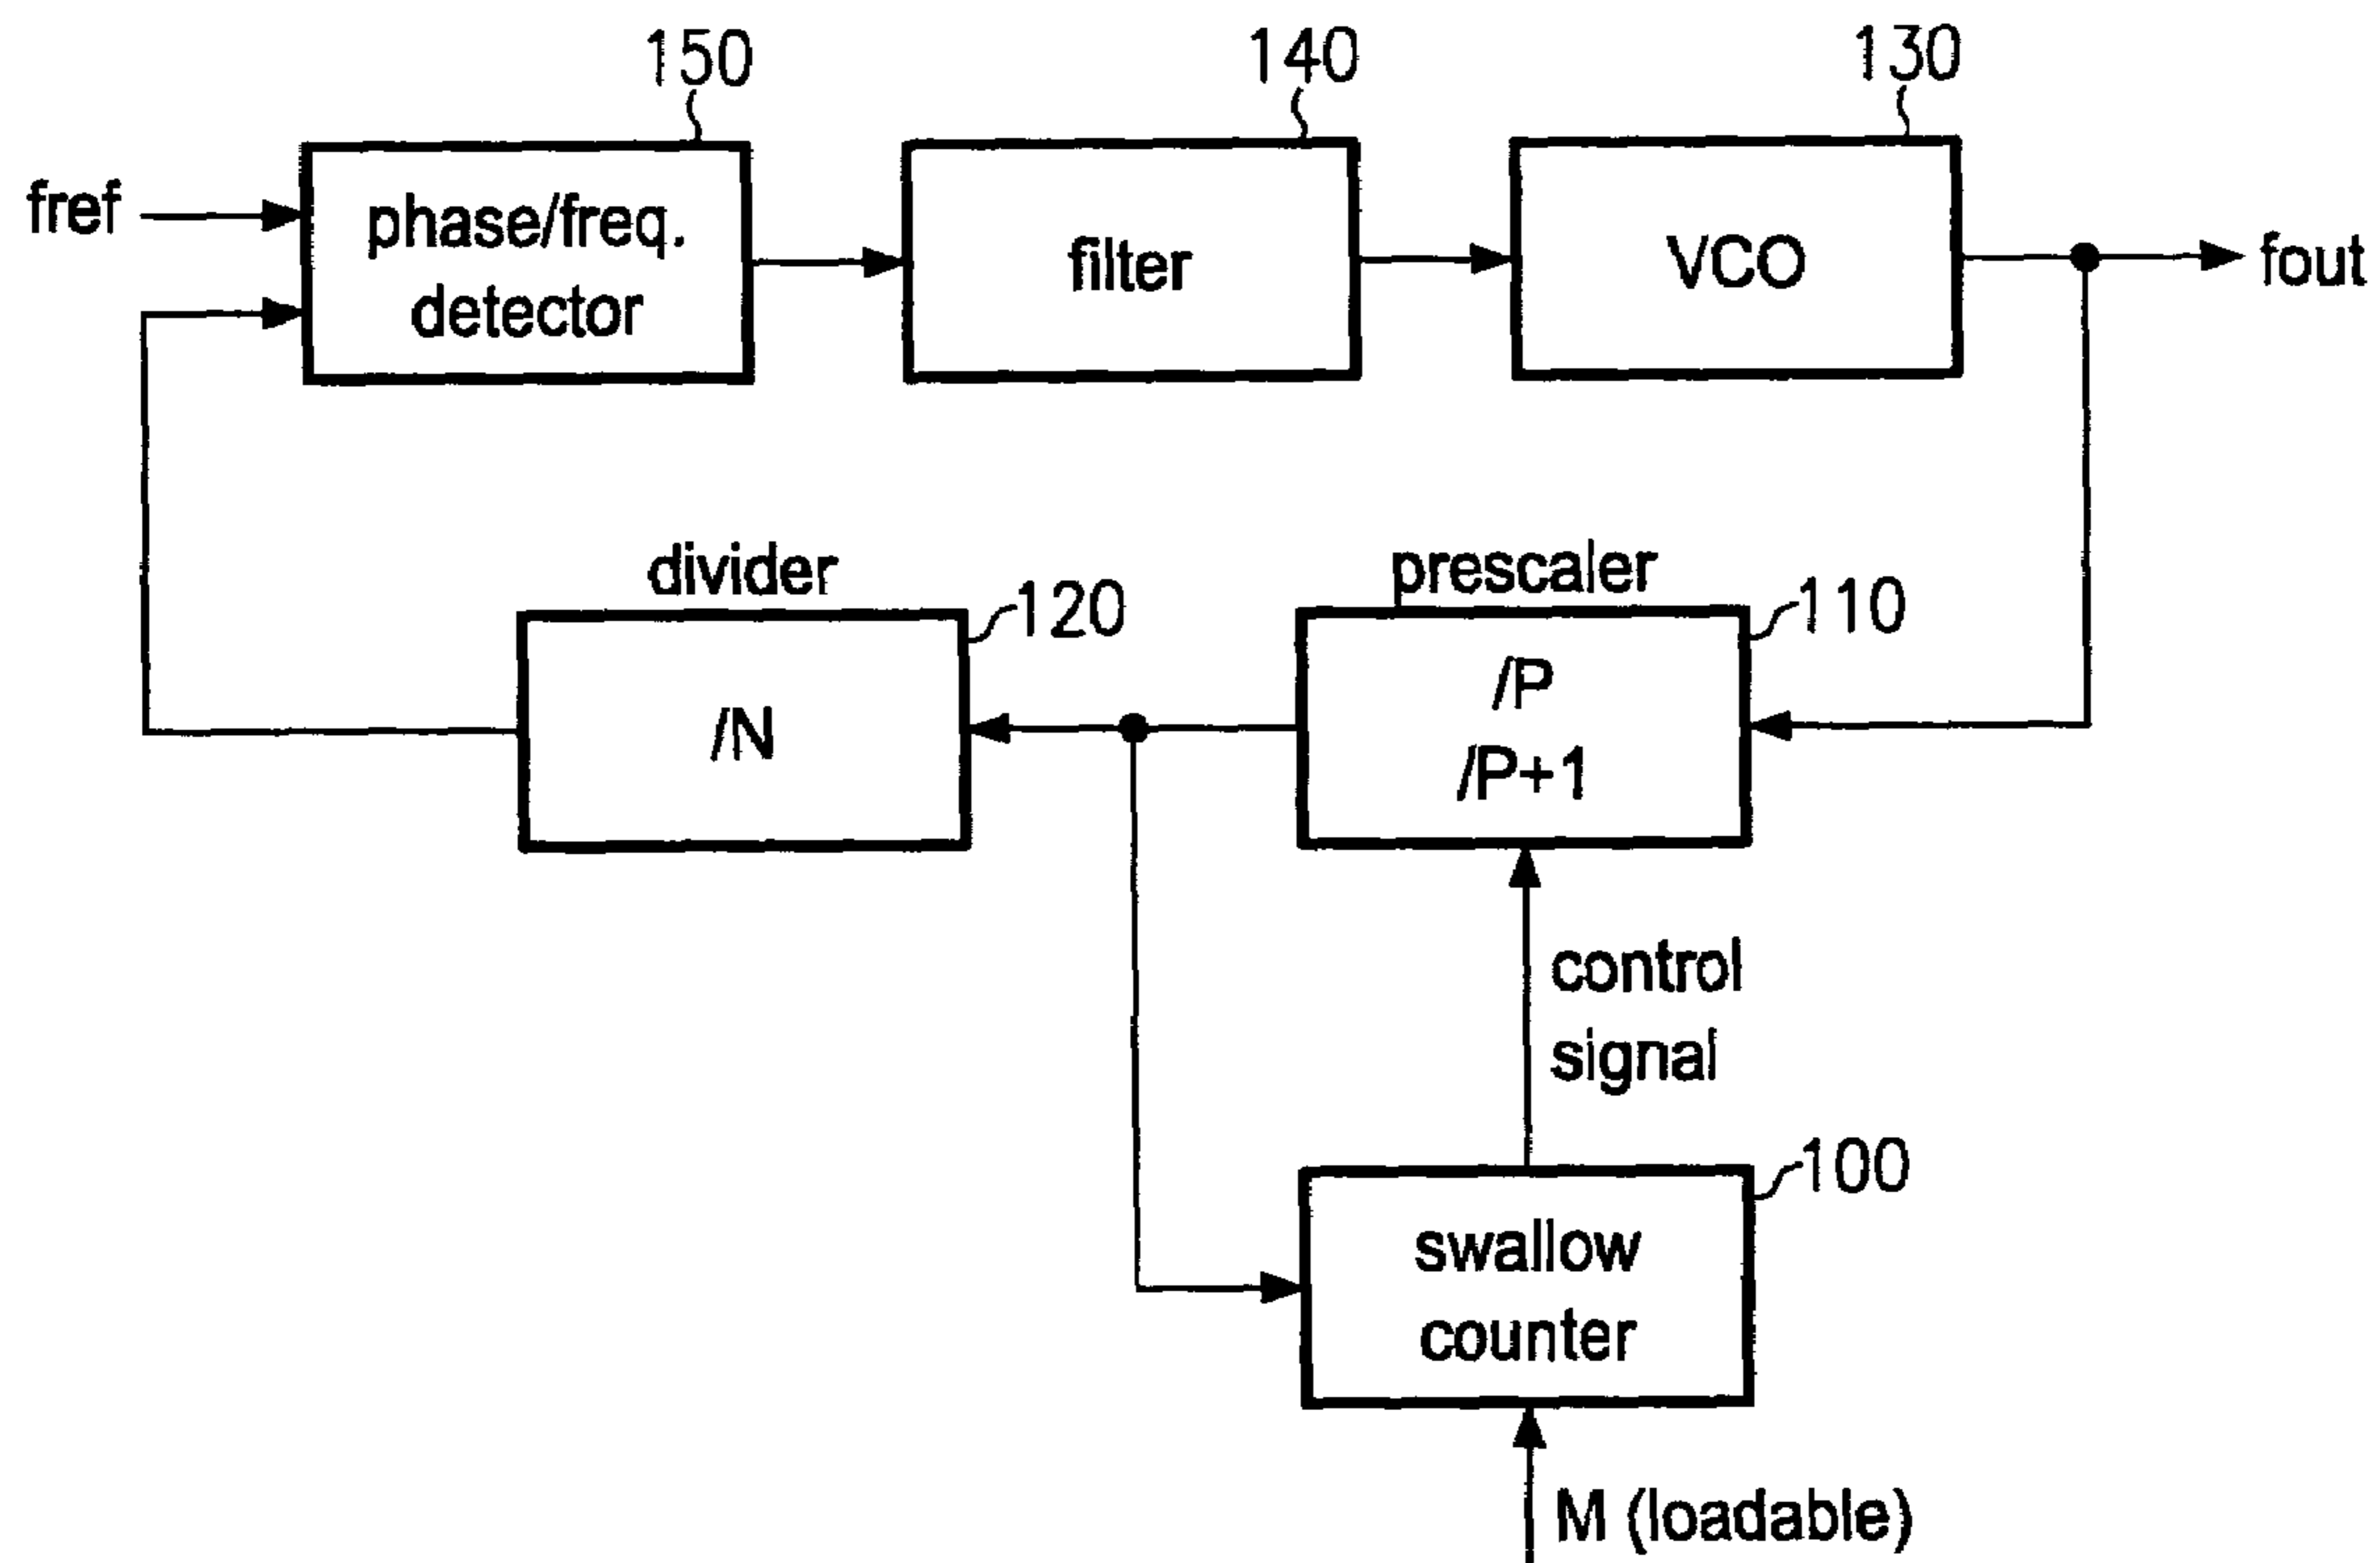 150
140
130
fref
phase/freq.
detector
filter
VCO
fout
divider
120
prescaler
110
/N
/P
/P+1
control
signal
100
swallow
counter
M (loadable)